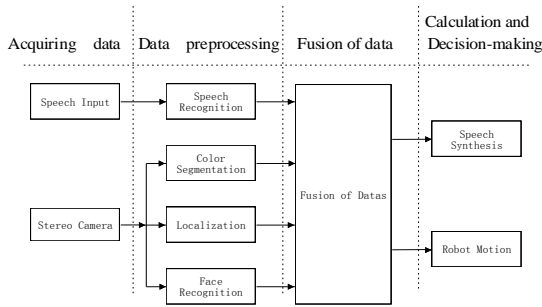 Acquiring data
Data preprocessing
Fusion of data
Calculation and
Decision-making
Speech Input
Speech
Recognition
Color
Segmentation
Stereo Camera
Localization
Face
Recognition
Fusion of Datas
Speech
Synthesis
Robot Motion